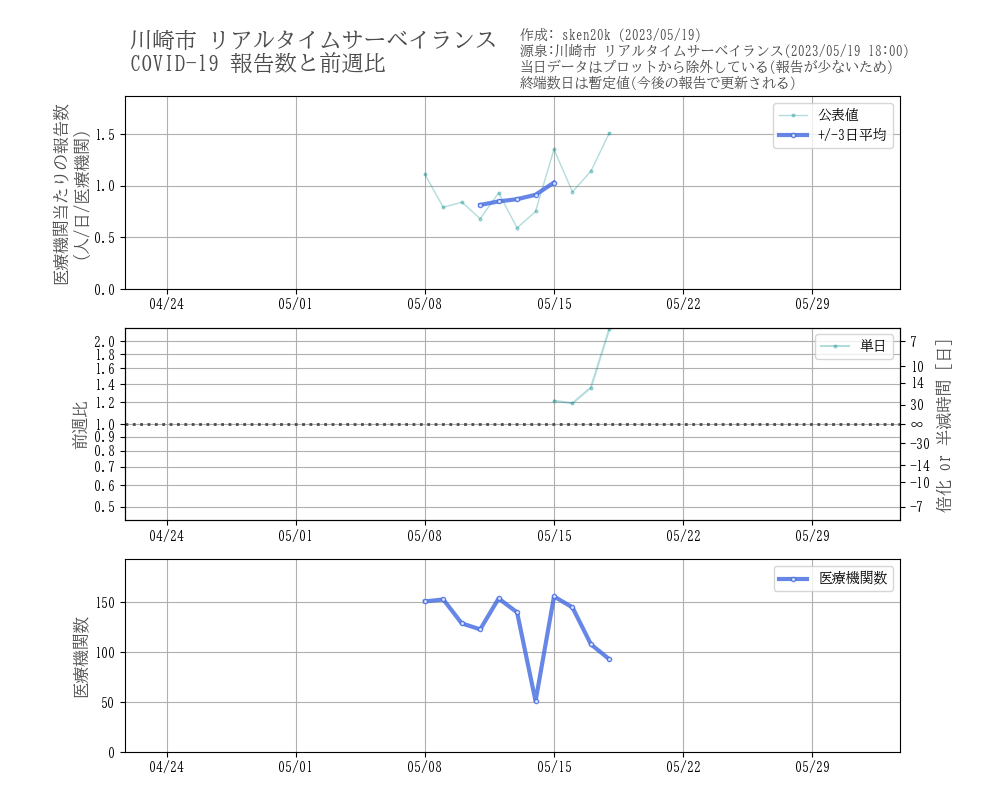 川崎市 リアルタイムサーベイランス
COVID-19 報告数と前週比
作成: sken20k (2023/05/19)
源泉:川崎市 リアルタイムサーベイランス(2023/05/19 18:00)
当日データはプロットから除外している(報告が少ないため)
終端数日は暫定値(今後の報告で更新される)
医療機関当たりの報告数
(人/日/医療機関)
1.5
1.0
0.5
0.0
公表値
+/-3日平均
04/24 05/01 05/08 05/15 05/22 05/29
前週比
2.0
1.8
1.6
1.4
1.2
1.0
0.9
0.8
0.7
0.6
0.5
単日
7
10
14
30
∞
-30
-14
-10
-7
倍化 or 半減時間 [日]
04/24 05/01 05/08 05/15 05/22 05/29
医療機関数
150
100
50
0
医療機関数
04/24 05/01 05/08 05/15 05/22 05/29